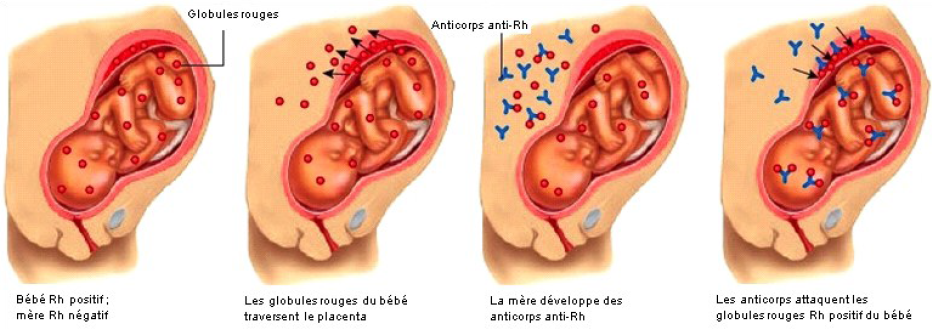 Globules rouges
Anticorps anti-Rh
Bébé Rh positif ;
mère Rh négatif
Les globules rouges du bébé
traversent le placenta
La mère développe des
anticorps anti-Rh
Les anticorps attaquent les
globules rouges Rh positif du bébé